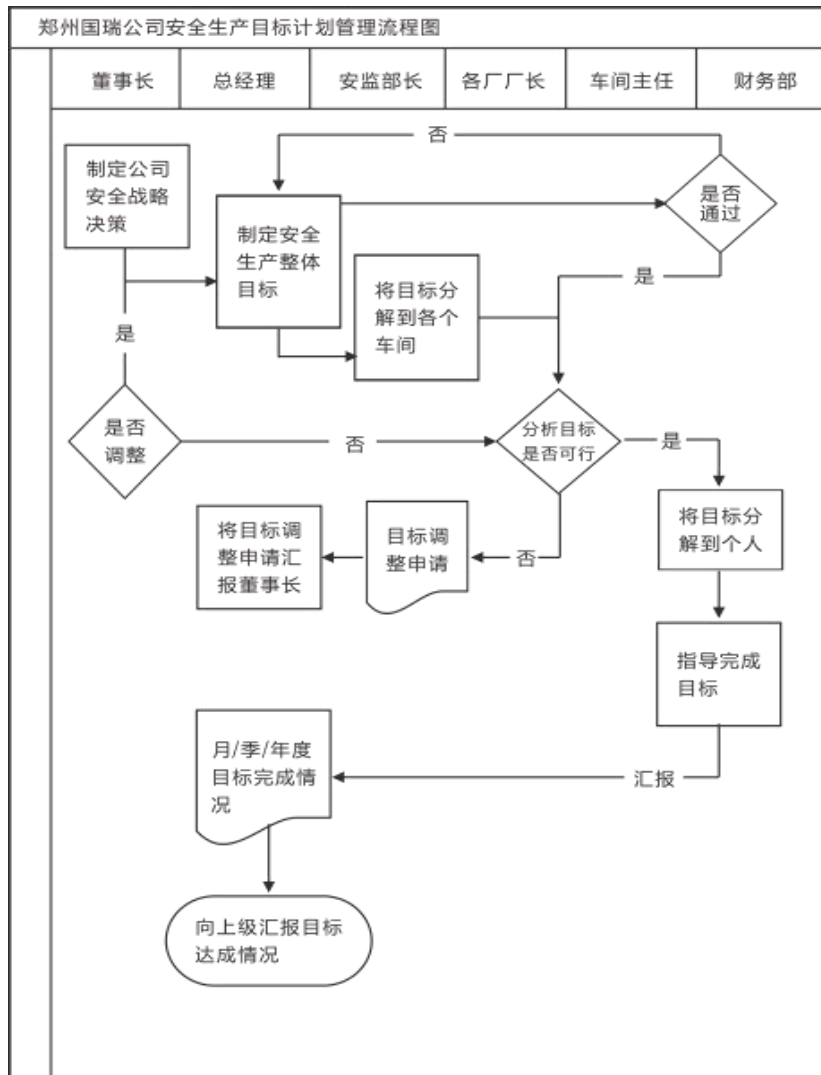 郑州国瑞公司安全生产目标计划管理流程图
董事长 总经理 安监部长 各厂厂长 车间主任 财务部
否
制定公司
安全战略
决策
是否
通过
制定安全
生产整体
目标
是
将目标分
解到各个
车间
是
是否
调整
否
分析目标
是否可行
是
将目标分
解到个人
将目标调
整申请汇
报董事长
目标调
整申请
否
指导完成
目标
月/季/年度
目标完成情
况
汇报
向上级汇报目标
达成情况